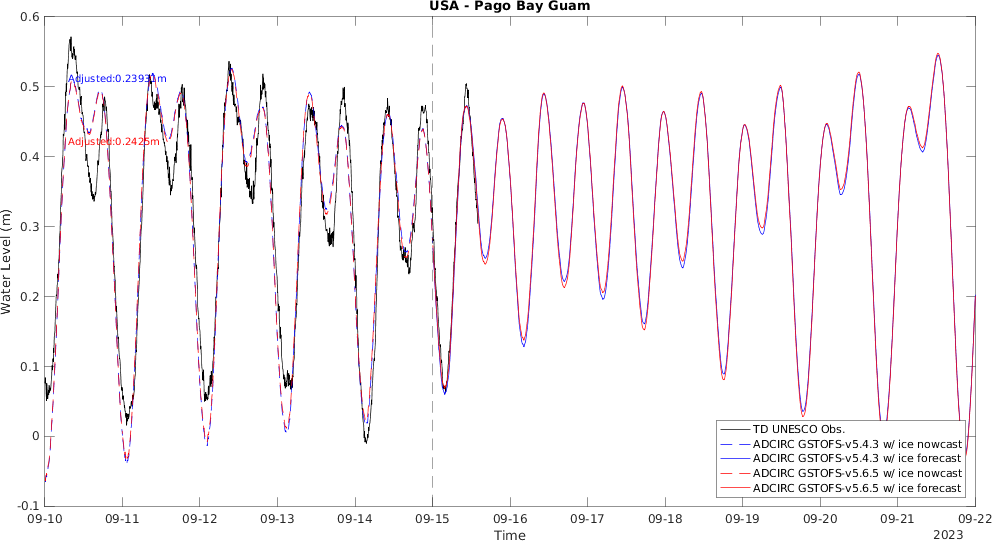 USA - Pago Bay Guam
0.6
0.5
0.4
0.3
0.2
0.1
0
-0.1
Water Level (m)
Adjusted:0.2393 m
Adjusted:0.2425m
TD UNESCO Obs.
ADCIRC GSTOFS-v5.4.3 w/ ice nowcast
ADCIRC GSTOFS-v5.4.3 w/ ice forecast
ADCIRC GSTOFS-v5.6.5 w/ ice nowcast
ADCIRC GSTOFS-v5.6.5 w/ ice forecast
09-10 09-11 09-12 09-13 09-14 09-15 09-16 09-17 09-18 09-19 09-20 09-21 09-22
Time
2023